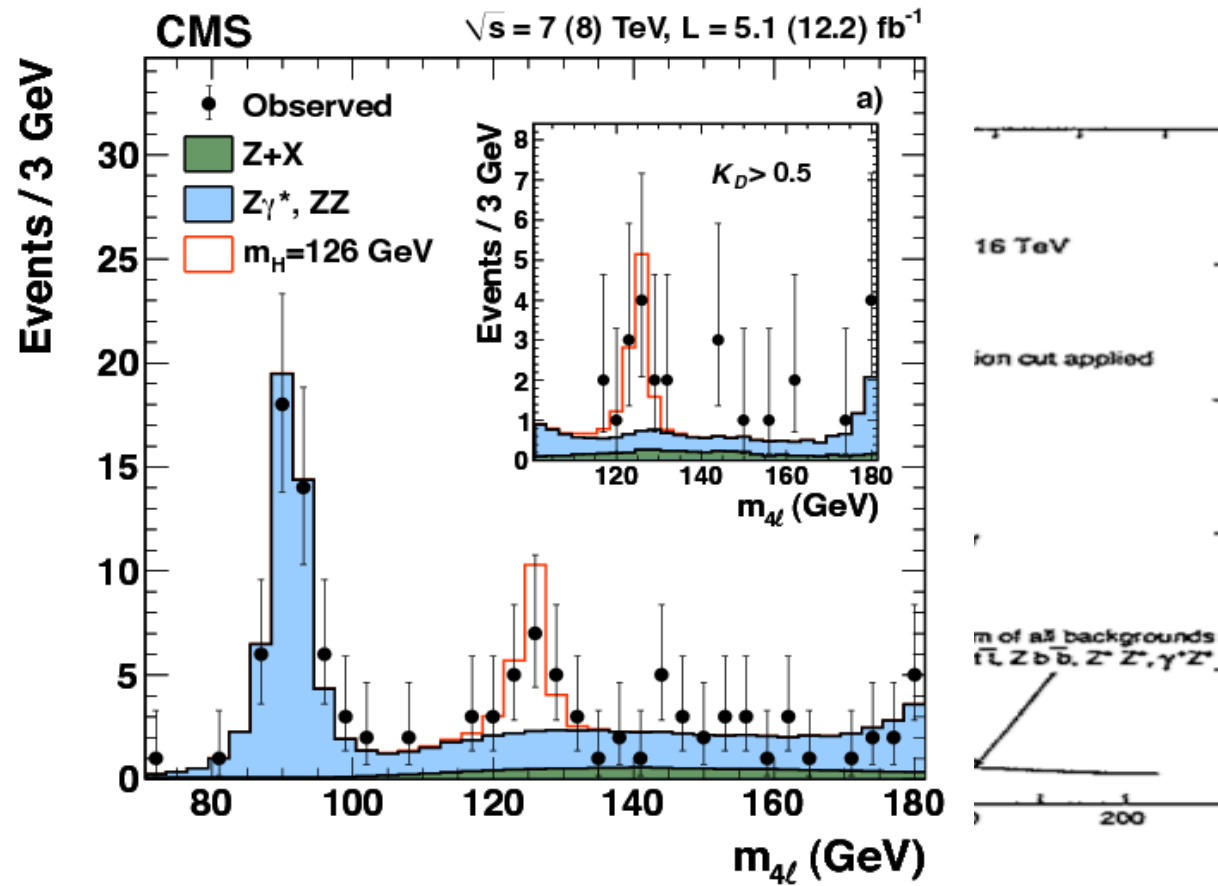 CMS
√s = 7 (8) TeV, L = 5.1 (12.2) fb⁻¹
Events / 3 GeV
35
30
25
20
15
10
5
0
Observed
Z+X
Zγ*, ZZ
m_H=126 GeV
a)
K_D > 0.5
Events / 3 GeV
8
7
6
5
4
3
2
1
0
120 140 160 180
m_4ℓ (GeV)
80 100 120 140 160 180
m_4ℓ (GeV)
16 TeV
cut applied
of all backgrounds
Z b b̄, Z* Z*, γ*Z*
200